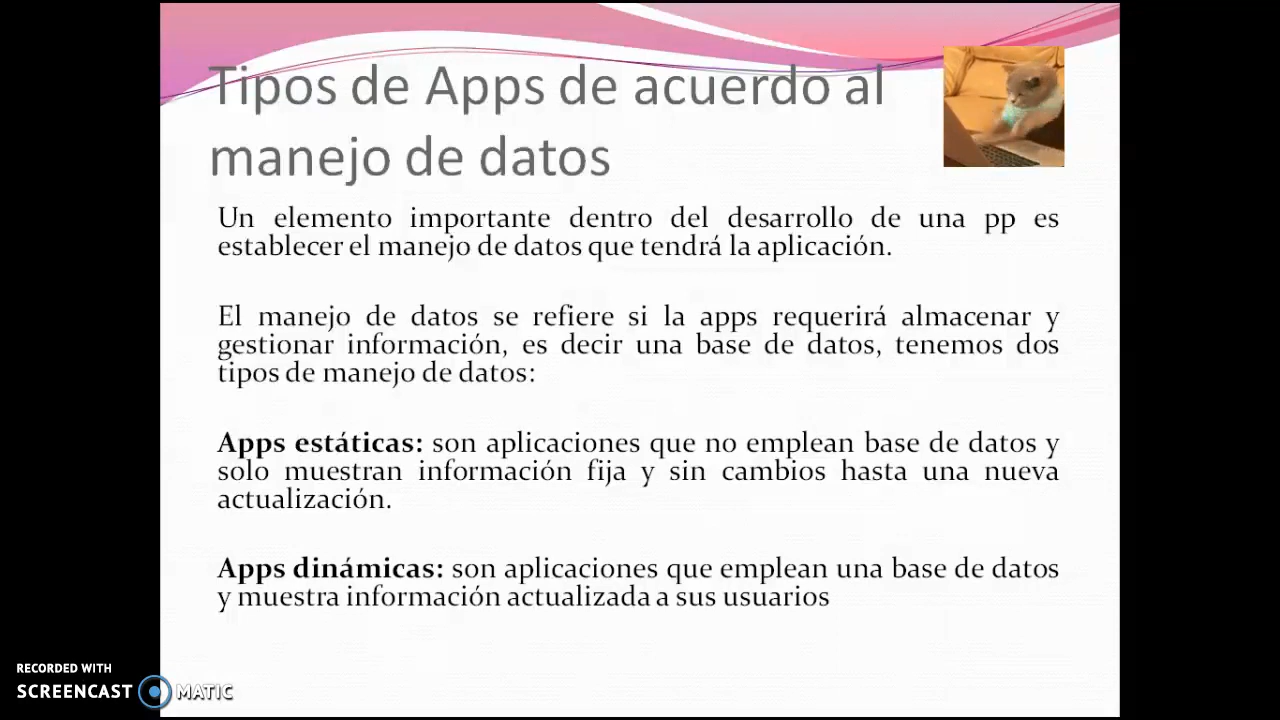 Tipos de Apps de acuerdo al
manejo de datos
Un elemento importante dentro del desarrollo de una pp es
establecer el manejo de datos que tendrá la aplicación.
El manejo de datos se refiere si la apps requerirá almacenar y
gestionar información, es decir una base de datos, tenemos dos
tipos de manejo de datos:
Apps estáticas: son aplicaciones que no emplean base de datos y
solo muestran información fija y sin cambios hasta una nueva
actualización.
Apps dinámicas: son aplicaciones que emplean una base de datos
y muestra información actualizada a sus usuarios
RECORDED WITH
SCREENCAST MATIC